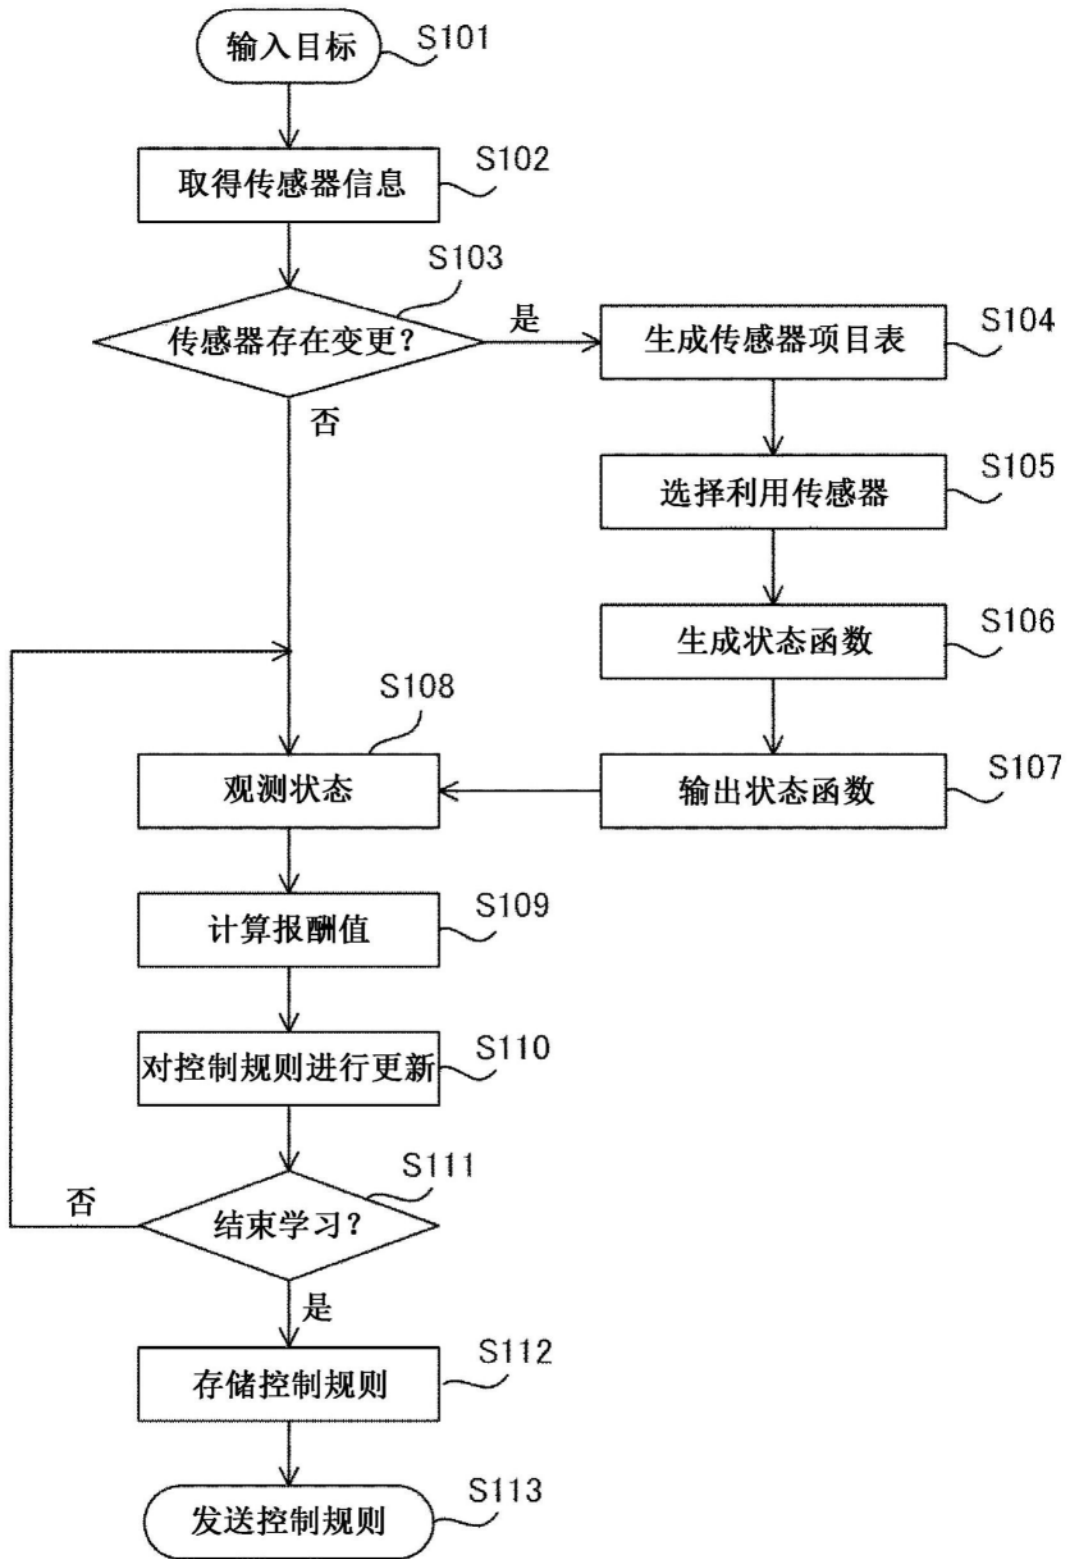 输入目标
S101
取得传感器信息
S102
传感器存在变更?
S103
是
否
生成传感器项目表
S104
选择利用传感器
S105
生成状态函数
S106
输出状态函数
S107
观测状态
S108
计算报酬值
S109
对控制规则进行更新
S110
结束学习?
S111
否
是
存储控制规则
S112
发送控制规则
S113